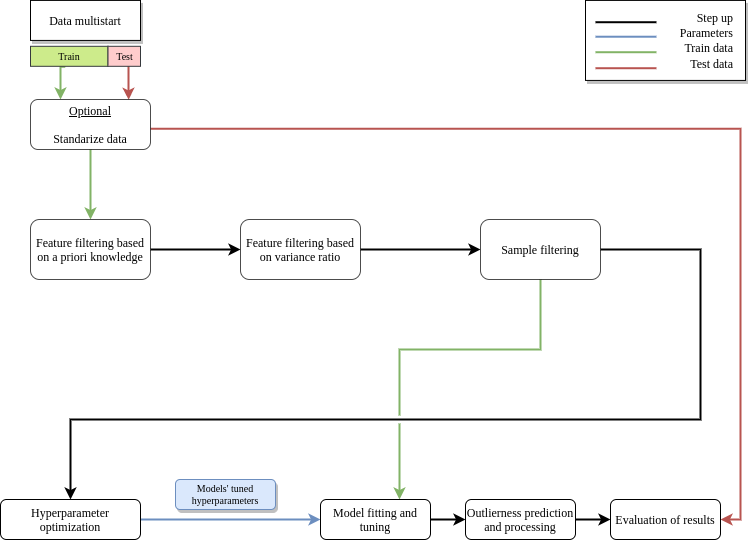 Data multistart
Step up
Parameters
Train data
Test data
Train
Test
Optional
Standarize data
Feature filtering based
on a priori knowledge
Feature filtering based
on variance ratio
Sample filtering
Models' tuned
hyperparameters
Hyperparameter
optimization
Model fitting and
tuning
Outlierness prediction
and processing
Evaluation of results